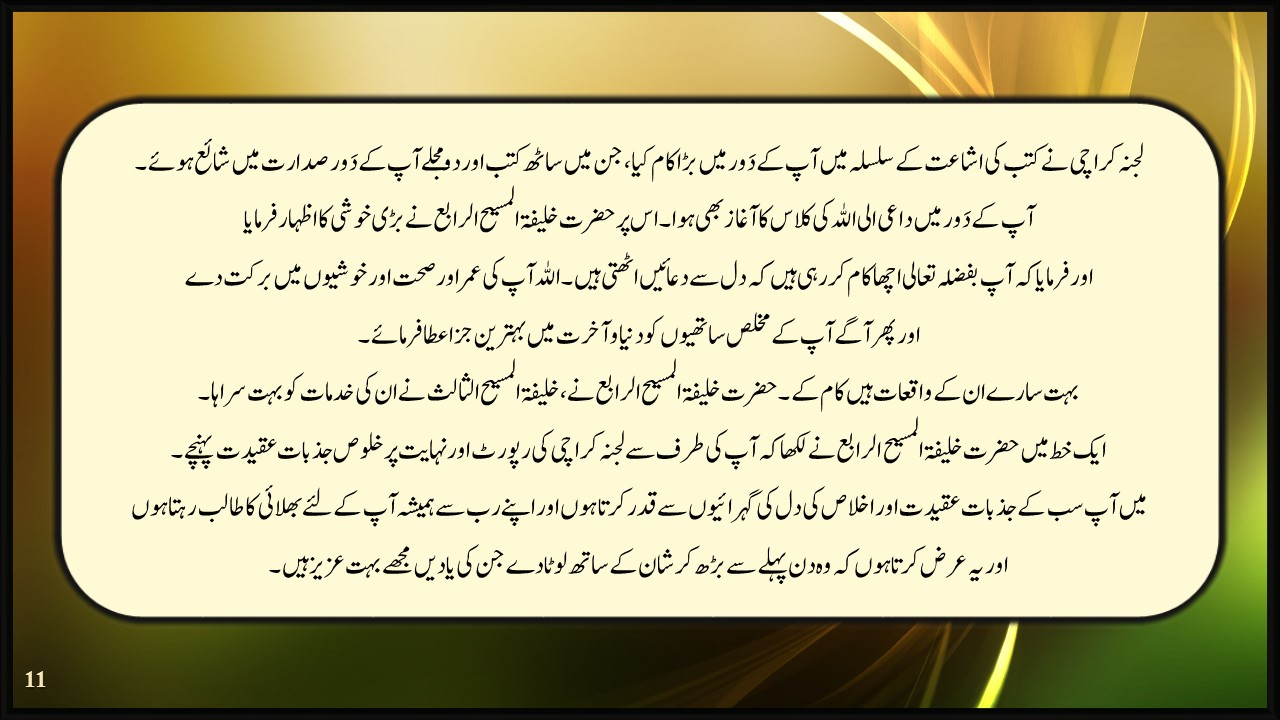 لجنہ کراچی نے کتب کی اشاعت کے سلسلہ میں آپ کے دَور میں بڑا کام کیا، جن میں ساٹھ کتب اور دو مجلے آپ کے دَور صدارت میں شائع ہوئے۔
آپ کے دَور میں داعی الی اللہ کی کلاس کا آغاز بھی ہوا۔ اس پر حضرت خلیفۃ المسیح الرابع نے بڑی خوشی کا اظہار فرمایا
اور فرمایا کہ آپ بفضلہ تعالی اچھا کام کر رہی ہیں کہ دل سے دعائیں اٹھتی ہیں۔ اللہ آپ کی عمر اور صحت اور خوشیوں میں برکت دے
اور پھر آگے آپ کے مخلص ساتھیوں کو دنیا و آخرت میں بہترین جزا عطا فرمائے۔
بہت سارے ان کے واقعات ہیں کام کے۔ حضرت خلیفۃ المسیح الرابع نے، خلیفۃ المسیح الثالث نے ان کی خدمات کو بہت سراہا۔
ایک خط میں حضرت خلیفۃ المسیح الرابع نے لکھا کہ آپ کی طرف سے لجنہ کراچی کی رپورٹ اور نہایت پر خلوص جذبات عقیدت پہنچے۔
میں آپ سب کے جذبات عقیدت اور اخلاص کی دل کی گہرائیوں سے قدر کرتا ہوں اور اپنے رب سے ہمیشہ آپ کے لئے بھلائی کا طالب رہتا ہوں
اور یہ عرض کرتا ہوں کہ وہ دن پہلے سے بڑھ کر شان کے ساتھ لوٹا دے جن کی یادیں مجھے بہت عزیز ہیں۔
11